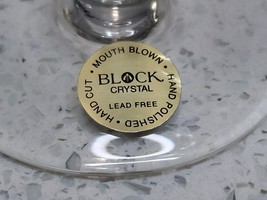 • MOUTH BLOWN • HAND POLISHED • HAND CUT
BLOCK
CRYSTAL
LEAD FREE